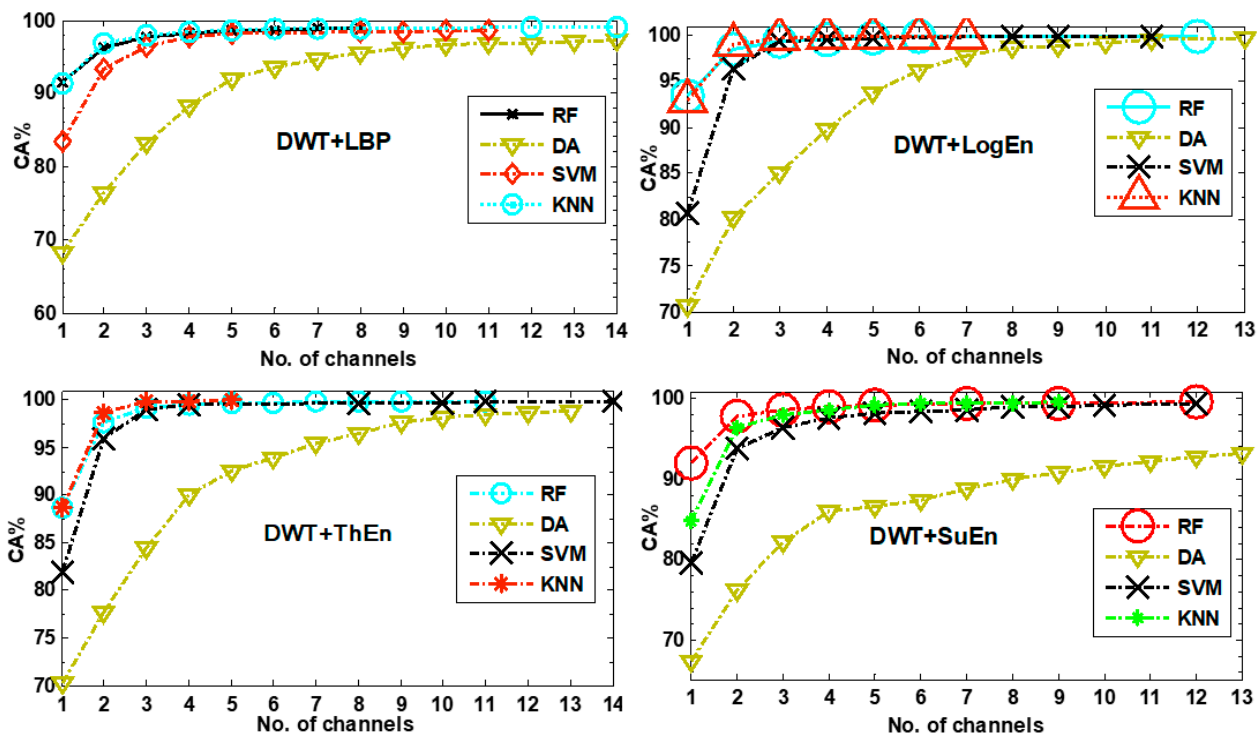 100
90
80
70
60
CA%
DWT+LBP
RF
DA
SVM
KNN
1 2 3 4 5 6 7 8 9 10 11 12 13 14
No. of channels
100
95
90
85
80
75
70
CA%
DWT+LogEn
RF
DA
SVM
KNN
1 2 3 4 5 6 7 8 9 10 11 12 13
No. of channels
100
95
90
85
80
75
70
CA%
DWT+ThEn
RF
DA
SVM
KNN
1 2 3 4 5 6 7 8 9 10 11 12 13 14
No. of channels
100
90
80
70
CA%
DWT+SuEn
RF
DA
SVM
KNN
1 2 3 4 5 6 7 8 9 10 11 12 13
No. of channels